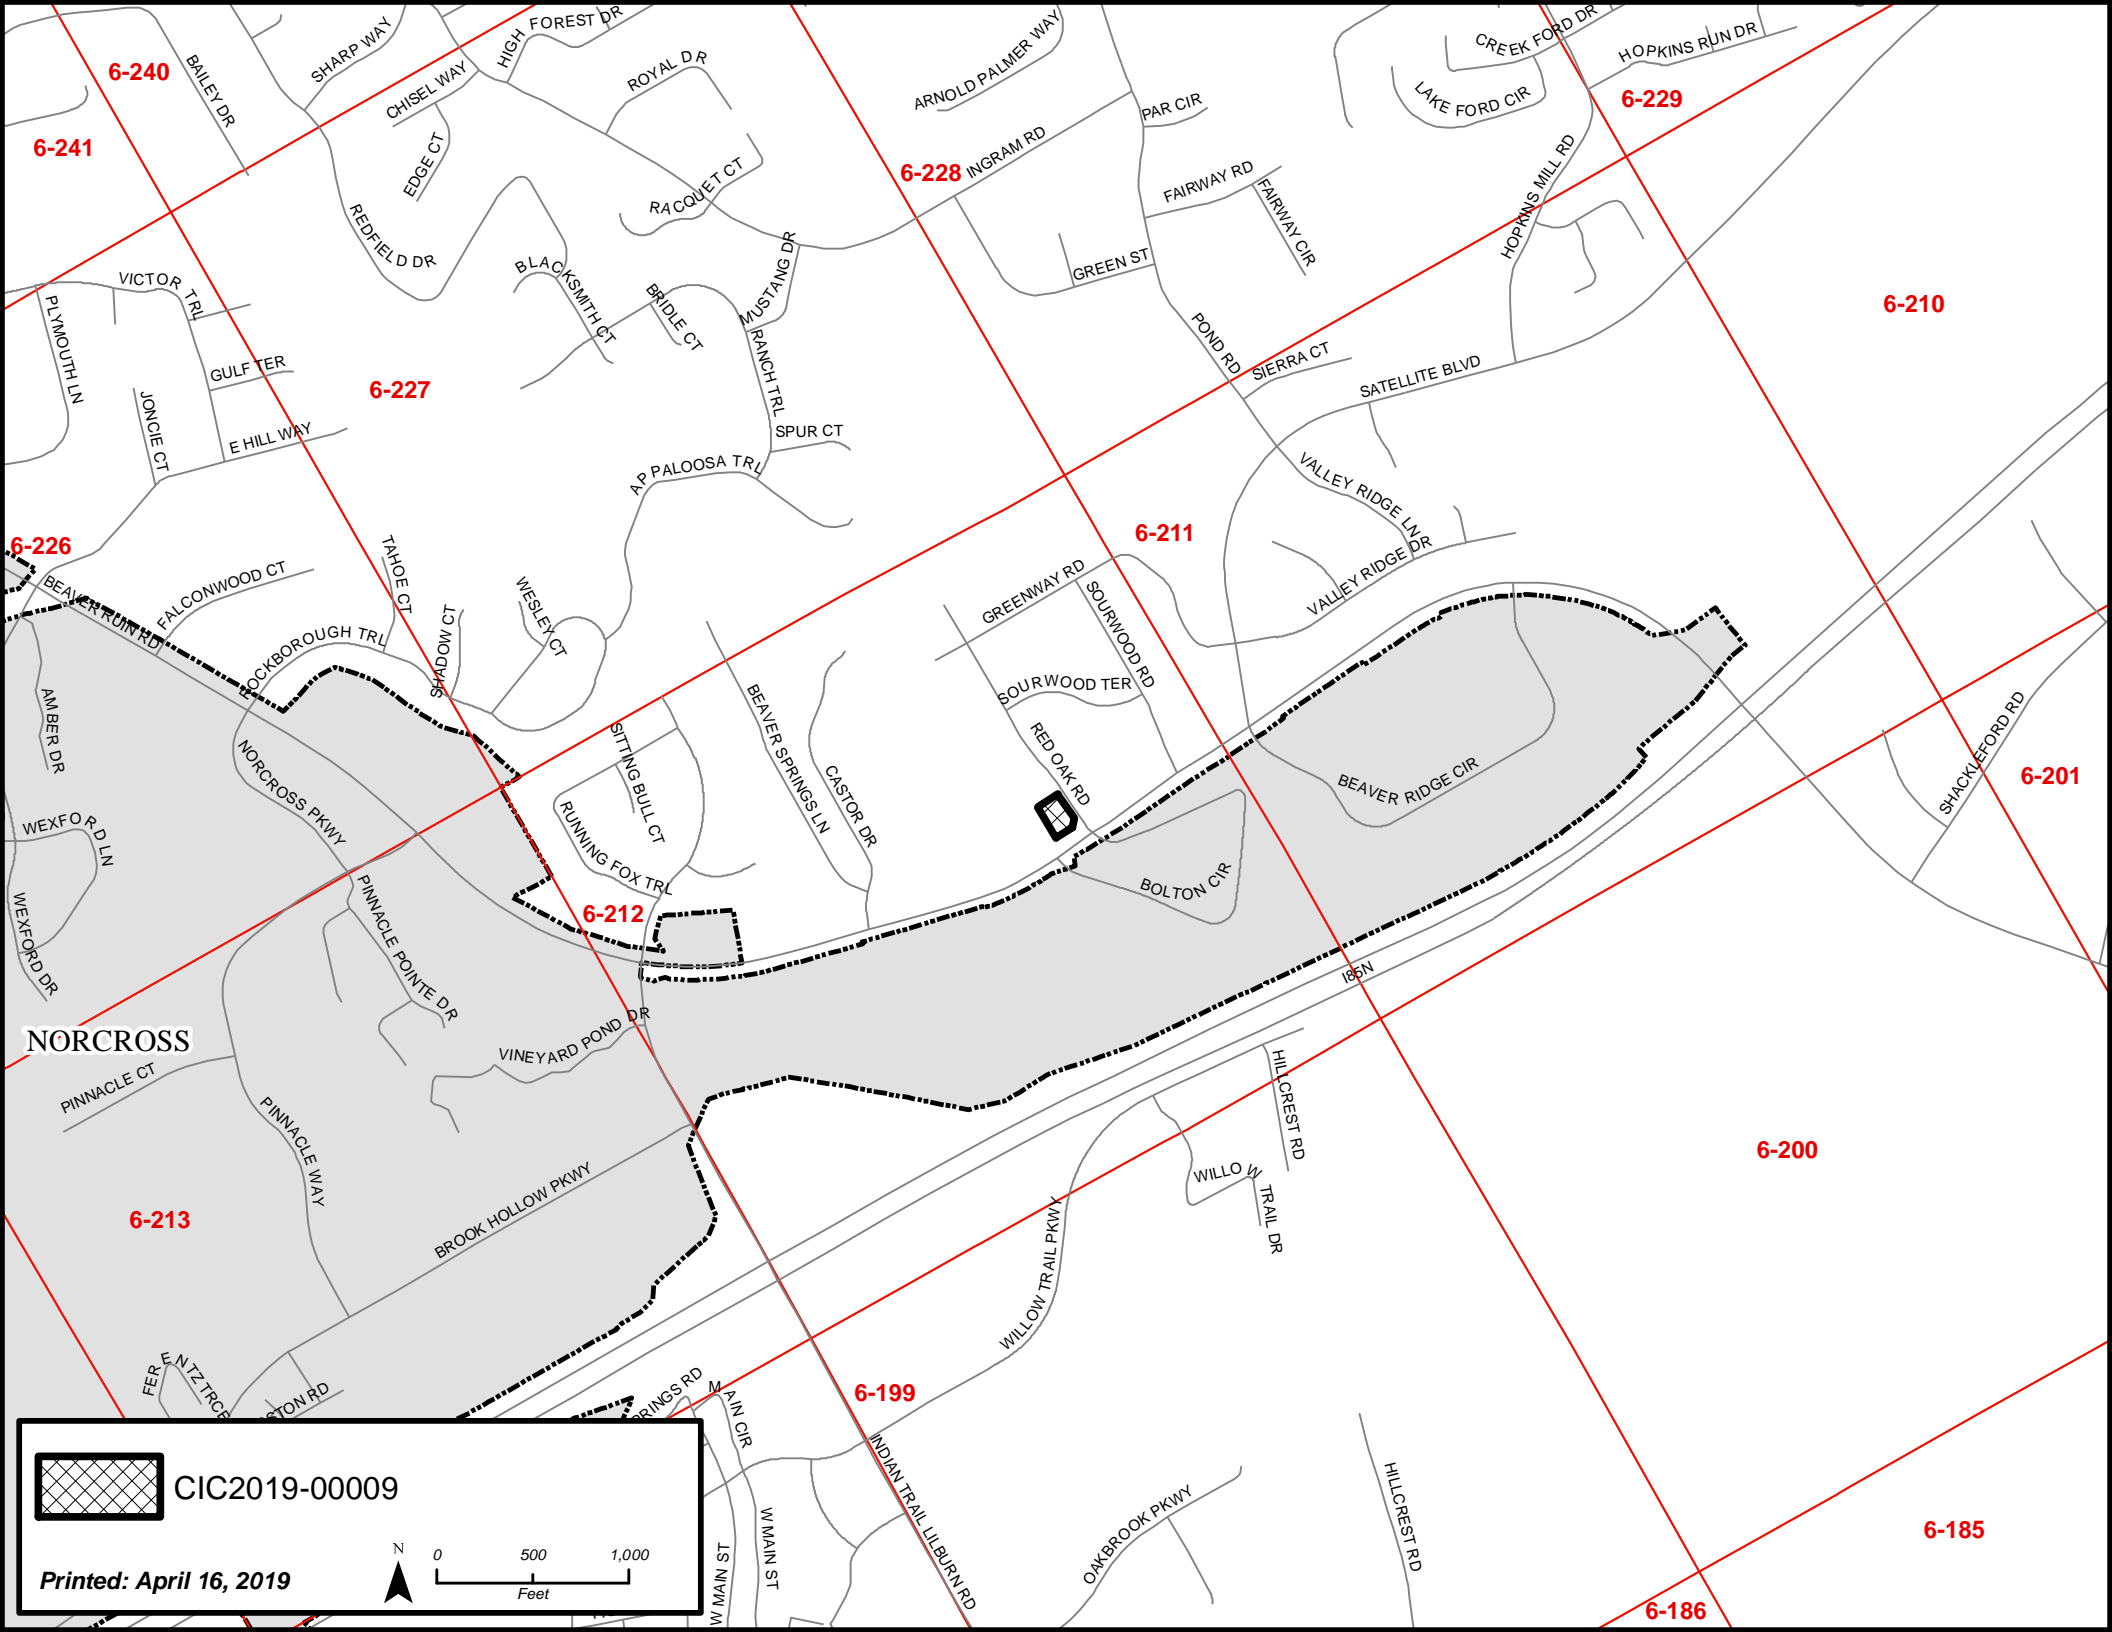 6-240
BAILEY DR
SHARP WAY
CHISEL WAY
HIGH FOREST DR
ROYAL DR
ARNOLD PALMER WAY
CREEK FORD DR
HOPKINS RUN DR
LAKE FORD CIR
6-229
6-241
EDGE CT
PAR CIR
INGRAM RD
6-228
RACQUET CT
FAIRWAY RD
FAIRWAY CIR
HOPKINS MILL RD
REDFIELD DR
BLACKSMITH CT
BRIDLE CT
MUSTANG DR
GREEN ST
6-210
VICTOR TRL
PLYMOUTH LN
GULF TER
RANCH TRL
POND RD
SIERRA CT
SATELLITE BLVD
6-227
JONCIE CT
E HILL WAY
SPUR CT
APPALOOSA TRL
VALLEY RIDGE LN
6-211
VALLEY RIDGE DR
6-226
BEAVER RUIN RD
FALCONWOOD CT
TAHOE CT
ROCKBOROUGH TRL
SHADOW CT
WESLEY CT
GREENWAY RD
SOURWOOD RD
SOURWOOD TER
RED OAK RD
AMBER DR
NORCROSS PKWY
SITTING BULL CT
BEAVER SPRINGS LN
CASTOR DR
BEAVER RIDGE CIR
SHACKLEFORD RD
6-201
WEXFORD LN
RUNNING FOX TRL
BOLTON CIR
WEXFORD DR
PINNACLE POINTE DR
6-212
I85N
NORCROSS
VINEYARD POND DR
PINNACLE CT
PINNACLE WAY
HILLCREST RD
WILLOW TRAIL DR
6-200
6-213
BROOK HOLLOW PKWY
WILLOW TRAIL PKWY
FERENTZ TRCE
STON RD
PRINGS RD
MAIN CIR
6-199
INDIAN TRAIL LILBURN RD
W MAIN ST
W MAIN ST
OAKBROOK PKWY
HILLCREST RD
6-185
6-186
CIC2019-00009
Printed: April 16, 2019
N
0 500 1,000
Feet